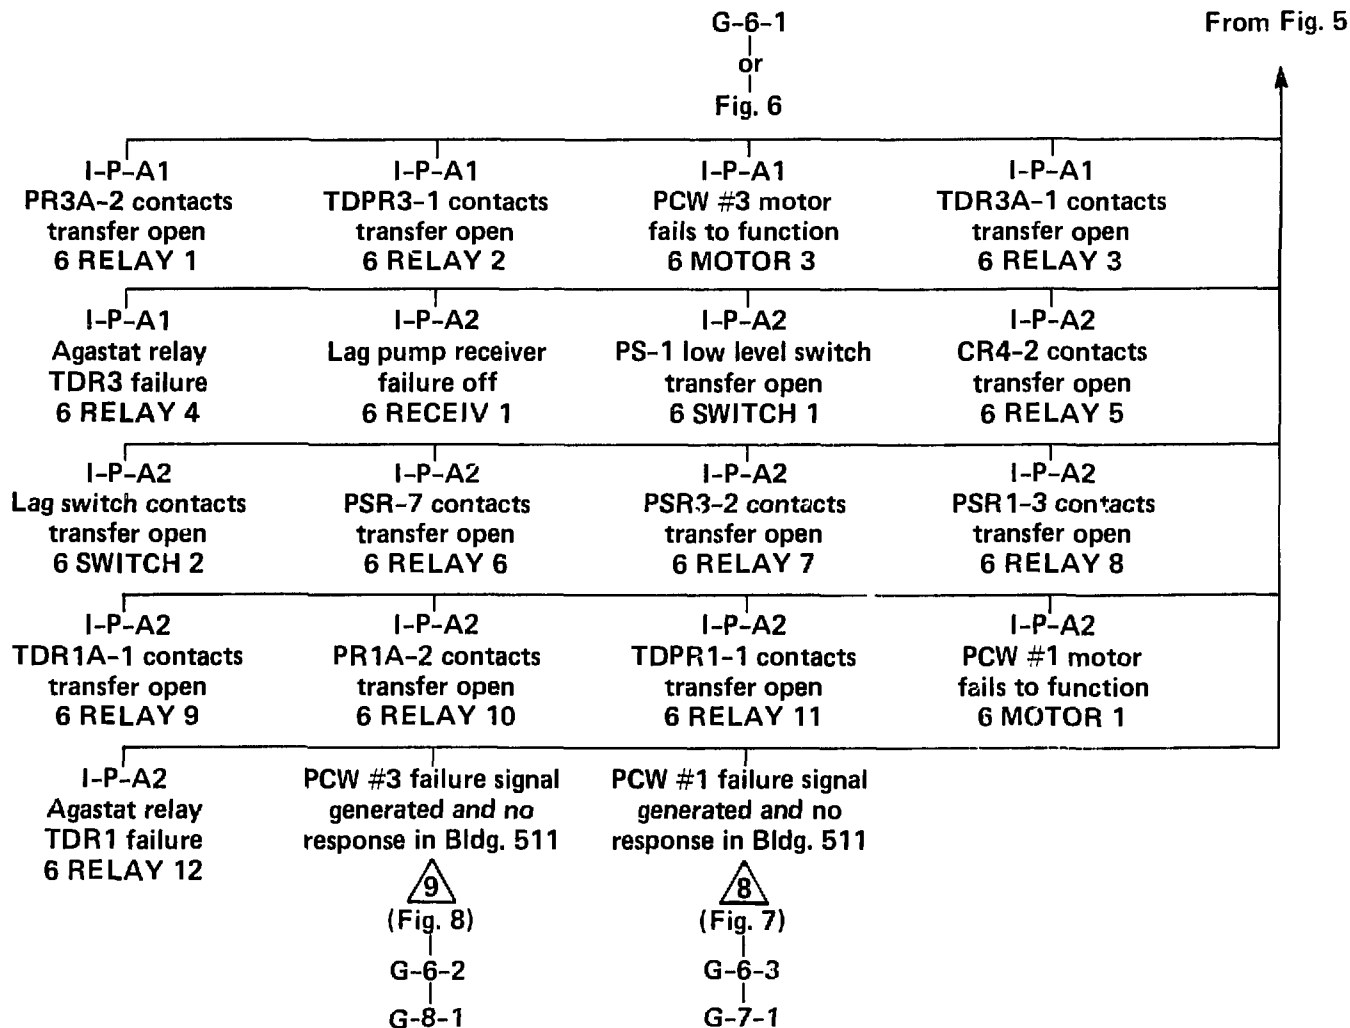 G-6-1
From Fig. 5
or
Fig. 6
I-P-A1
PR3A-2 contacts
transfer open
6 RELAY 1
I-P-A1
TDPR3-1 contacts
transfer open
6 RELAY 2
I-P-A1
PCW #3 motor
fails to function
6 MOTOR 3
I-P-A1
TDR3A-1 contacts
transfer open
6 RELAY 3
I-P-A1
Agastat relay
TDR3 failure
6 RELAY 4
I-P-A2
Lag pump receiver
failure off
6 RECEIV 1
I-P-A2
PS-1 low level switch
transfer open
6 SWITCH 1
I-P-A2
CR4-2 contacts
transfer open
6 RELAY 5
I-P-A2
Lag switch contacts
transfer open
6 SWITCH 2
I-P-A2
PSR-7 contacts
transfer open
6 RELAY 6
I-P-A2
PSR3-2 contacts
transfer open
6 RELAY 7
I-P-A2
PSR1-3 contacts
transfer open
6 RELAY 8
I-P-A2
TDR1A-1 contacts
transfer open
6 RELAY 9
I-P-A2
PR1A-2 contacts
transfer open
6 RELAY 10
I-P-A2
TDPR1-1 contacts
transfer open
6 RELAY 11
I-P-A2
PCW #1 motor
fails to function
6 MOTOR 1
I-P-A2
Agastat relay
TDR1 failure
6 RELAY 12
PCW #3 failure signal
generated and no
response in Bldg. 511
9
(Fig. 8)
G-6-2
G-8-1
PCW #1 failure signal
generated and no
response in Bldg. 511
8
(Fig. 7)
G-6-3
G-7-1